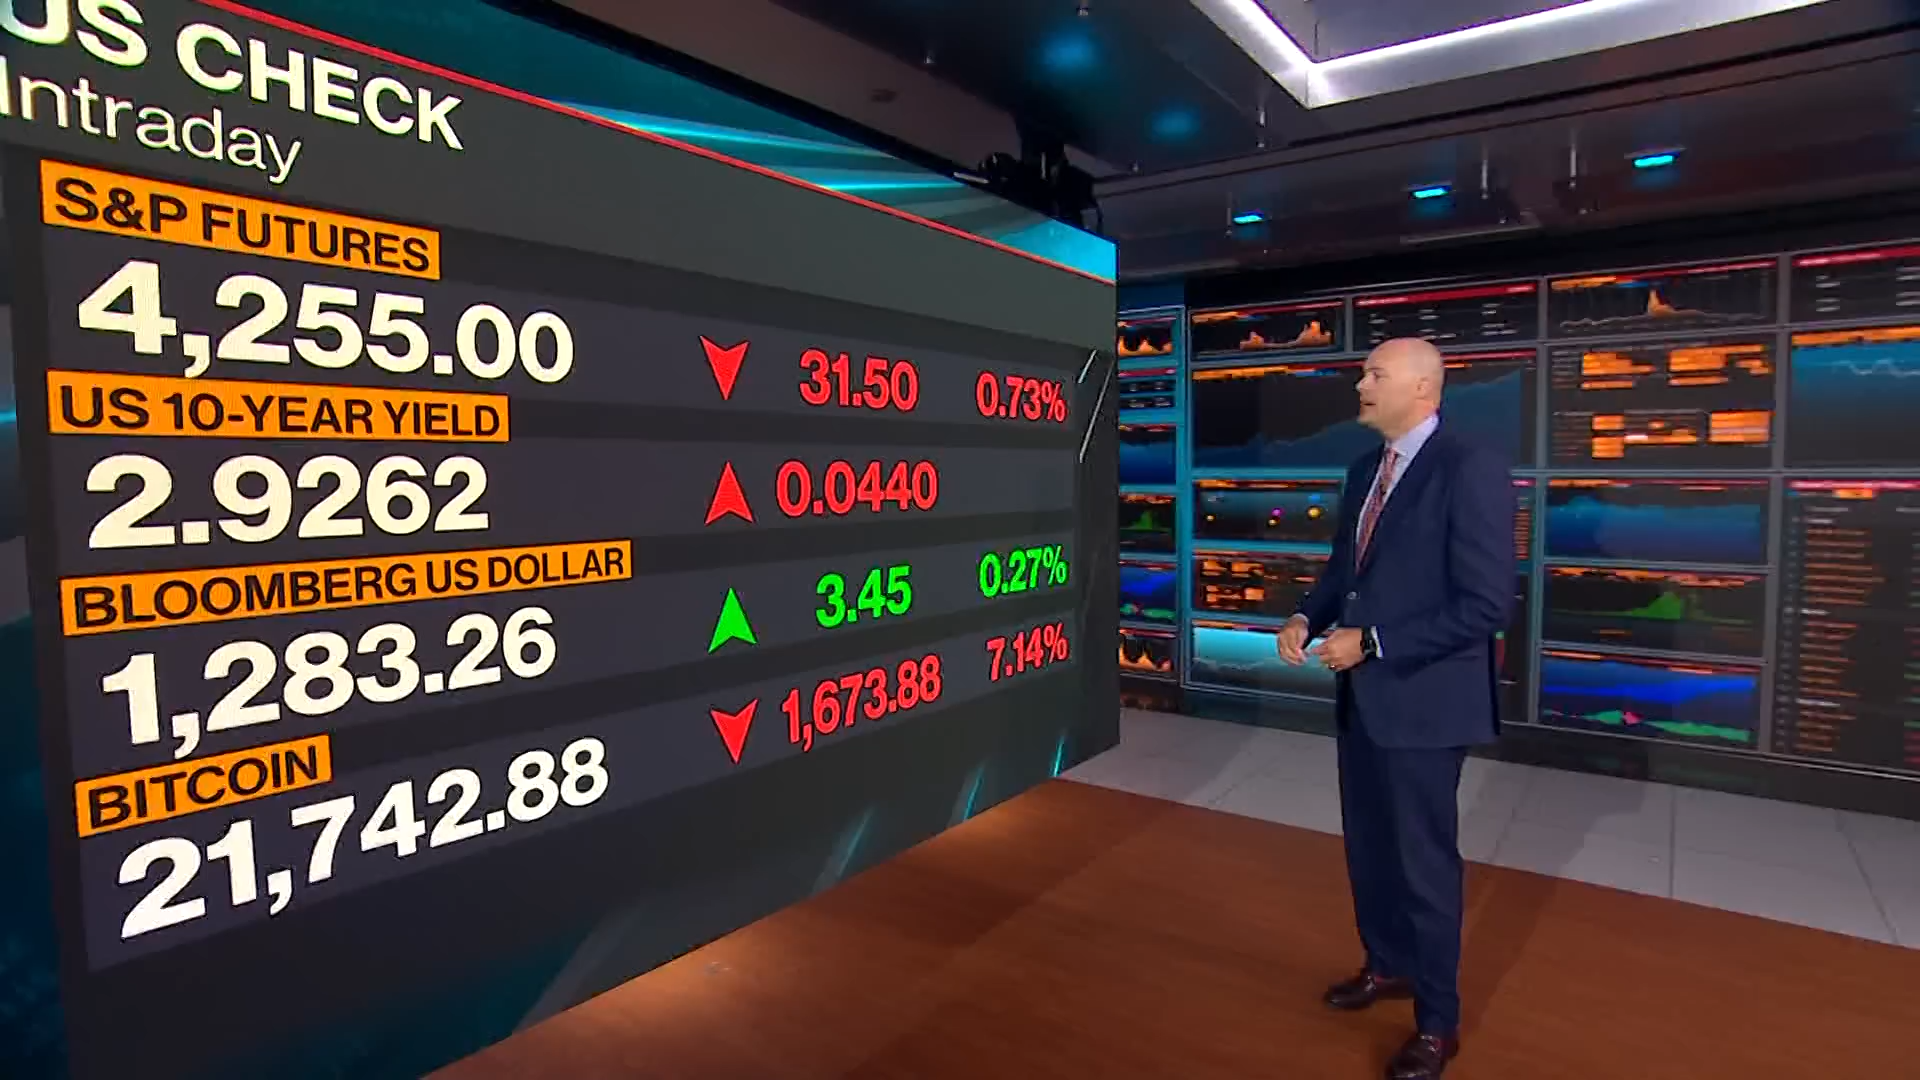 US CHECK
Intraday
S&P FUTURES
4,255.00 31.50 0.73%
US 10-YEAR YIELD
2.9262 0.0440
BLOOMBERG US DOLLAR
1,283.26 3.45 0.27%
BITCOIN
21,742.88 1,673.88 7.14%